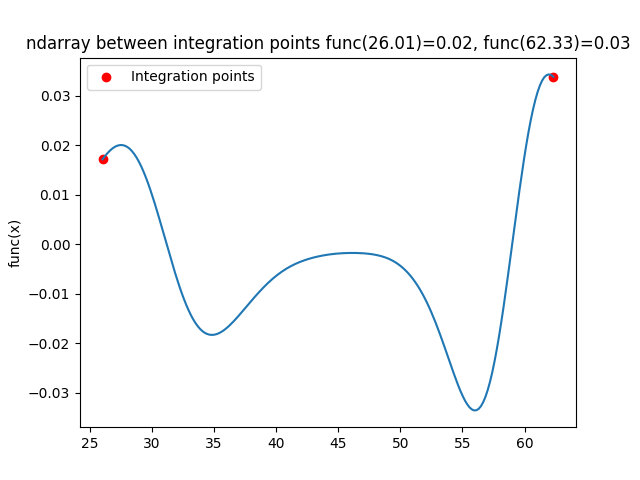 ndarray between integration points func(26.01)=0.02, func(62.33)=0.03
Integration points
func(x)
0.03
0.02
0.01
0.00
−0.01
−0.02
−0.03
25 30 35 40 45 50 55 60